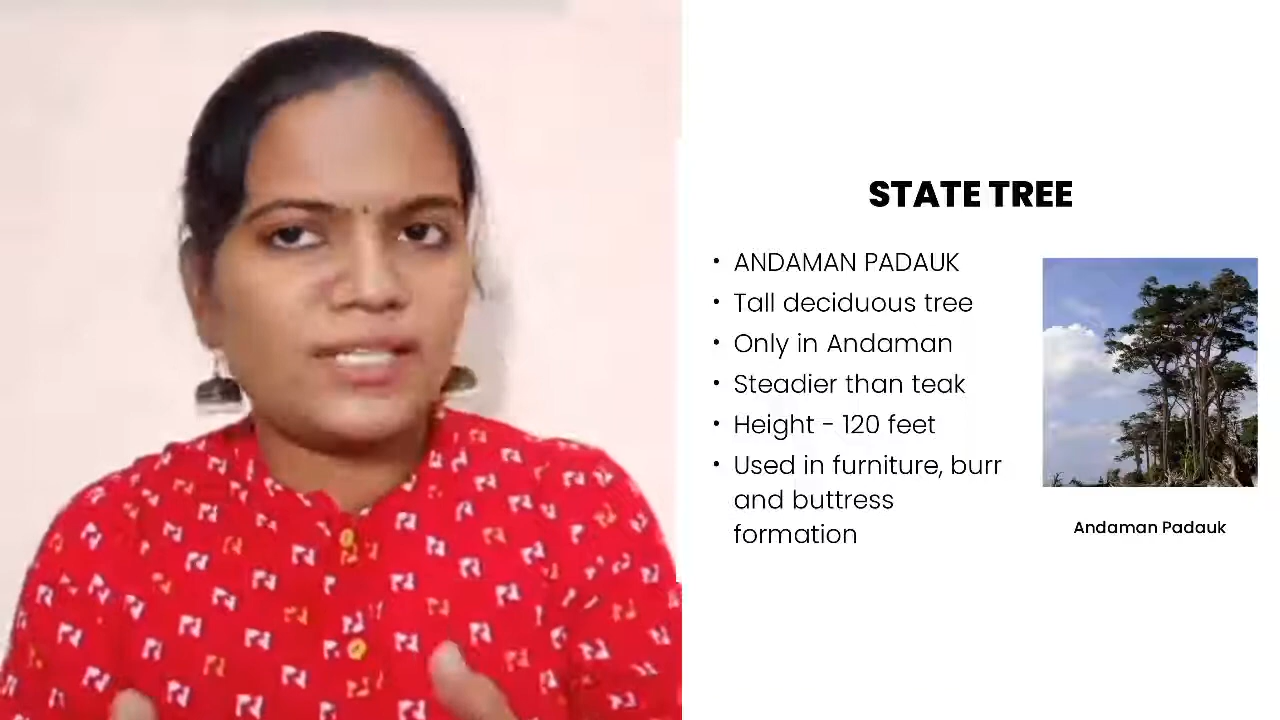 STATE TREE
• ANDAMAN PADAUK
• Tall deciduous tree
• Only in Andaman
• Steadier than teak
• Height - 120 feet
• Used in furniture, burr
and buttress
formation
Andaman Padauk